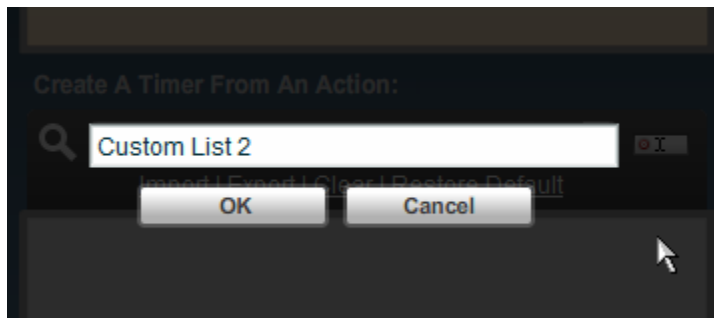 Create A Timer From An Action:
Custom List 2
Import | Export | Clear | Restore Default
OK Cancel